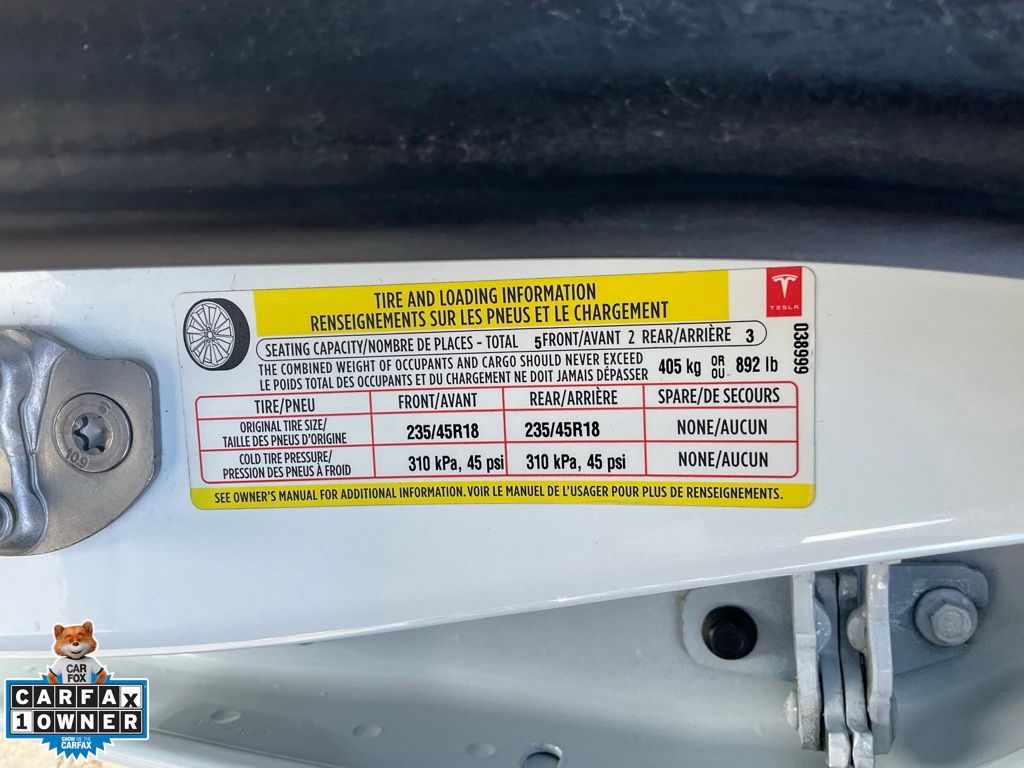 TIRE AND LOADING INFORMATION
RENSEIGNEMENTS SUR LES PNEUS ET LE CHARGEMENT
TESLA
038999
SEATING CAPACITY/NOMBRE DE PLACES - TOTAL 5 FRONT/AVANT 2 REAR/ARRIÈRE 3
THE COMBINED WEIGHT OF OCCUPANTS AND CARGO SHOULD NEVER EXCEED
LE POIDS TOTAL DES OCCUPANTS ET DU CHARGEMENT NE DOIT JAMAIS DÉPASSER
405 kg OR OU 892 lb
TIRE/PNEU FRONT/AVANT REAR/ARRIÈRE SPARE/DE SECOURS
ORIGINAL TIRE SIZE/
TAILLE DES PNEUS D'ORIGINE
235/45R18 235/45R18 NONE/AUCUN
COLD TIRE PRESSURE/
PRESSION DES PNEUS À FROID
310 kPa, 45 psi 310 kPa, 45 psi NONE/AUCUN
SEE OWNER'S MANUAL FOR ADDITIONAL INFORMATION. VOIR LE MANUEL DE L'USAGER POUR PLUS DE RENSEIGNEMENTS.
10.9
CAR
FOX
CARFAX
1 OWNER
SHOW ME THE
CARFAX